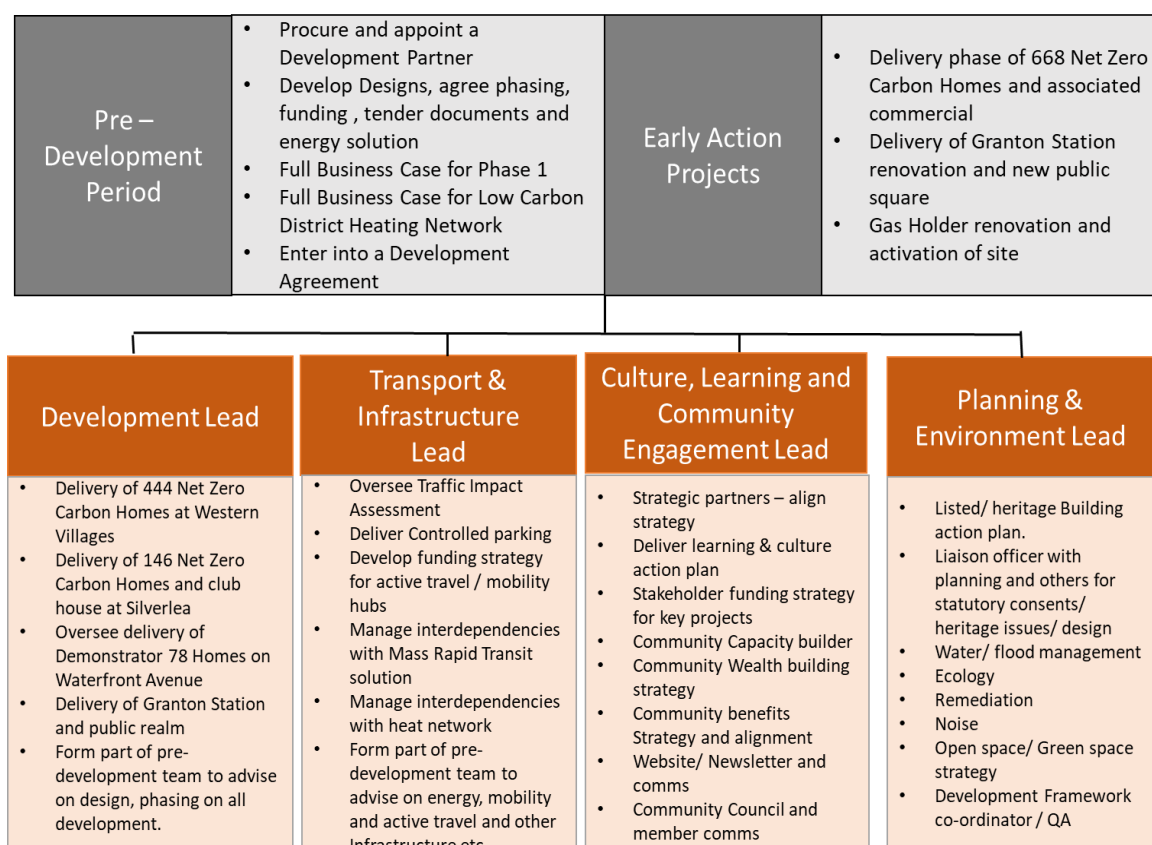 Pre –
Development
Period
• Procure and appoint a
Development Partner
• Develop Designs, agree phasing,
funding , tender documents and
energy solution
• Full Business Case for Phase 1
• Full Business Case for Low Carbon
District Heating Network
• Enter into a Development
Agreement
Early Action
Projects
• Delivery phase of 668 Net Zero
Carbon Homes and associated
commercial
• Delivery of Granton Station
renovation and new public
square
• Gas Holder renovation and
activation of site
Development Lead
• Delivery of 444 Net Zero
Carbon Homes at Western
Villages
• Delivery of 146 Net Zero
Carbon Homes and club
house at Silverlea
• Oversee delivery of
Demonstrator 78 Homes on
Waterfront Avenue
• Delivery of Granton Station
and public realm
• Form part of pre-
development team to advise
on design, phasing on all
development.
Transport &
Infrastructure
Lead
• Oversee Traffic Impact
Assessment
• Deliver Controlled parking
• Develop funding strategy
for active travel / mobility
hubs
• Manage interdependencies
with Mass Rapid Transit
solution
• Manage interdependencies
with heat network
• Form part of pre-
development team to
advise on energy, mobility
and active travel and other
Infrastructure etc
Culture, Learning and
Community
Engagement Lead
• Strategic partners – align
strategy
• Deliver learning & culture
action plan
• Stakeholder funding strategy
for key projects
• Community Capacity builder
• Community Wealth building
strategy
• Community benefits
Strategy and alignment
• Website/ Newsletter and
comms
• Community Council and
member comms
Planning &
Environment Lead
• Listed/ heritage Building
action plan.
• Liaison officer with
planning and others for
statutory consents/
heritage issues/ design
• Water/ flood management
• Ecology
• Remediation
• Noise
• Open space/ Green space
strategy
• Development Framework
co-ordinator / QA